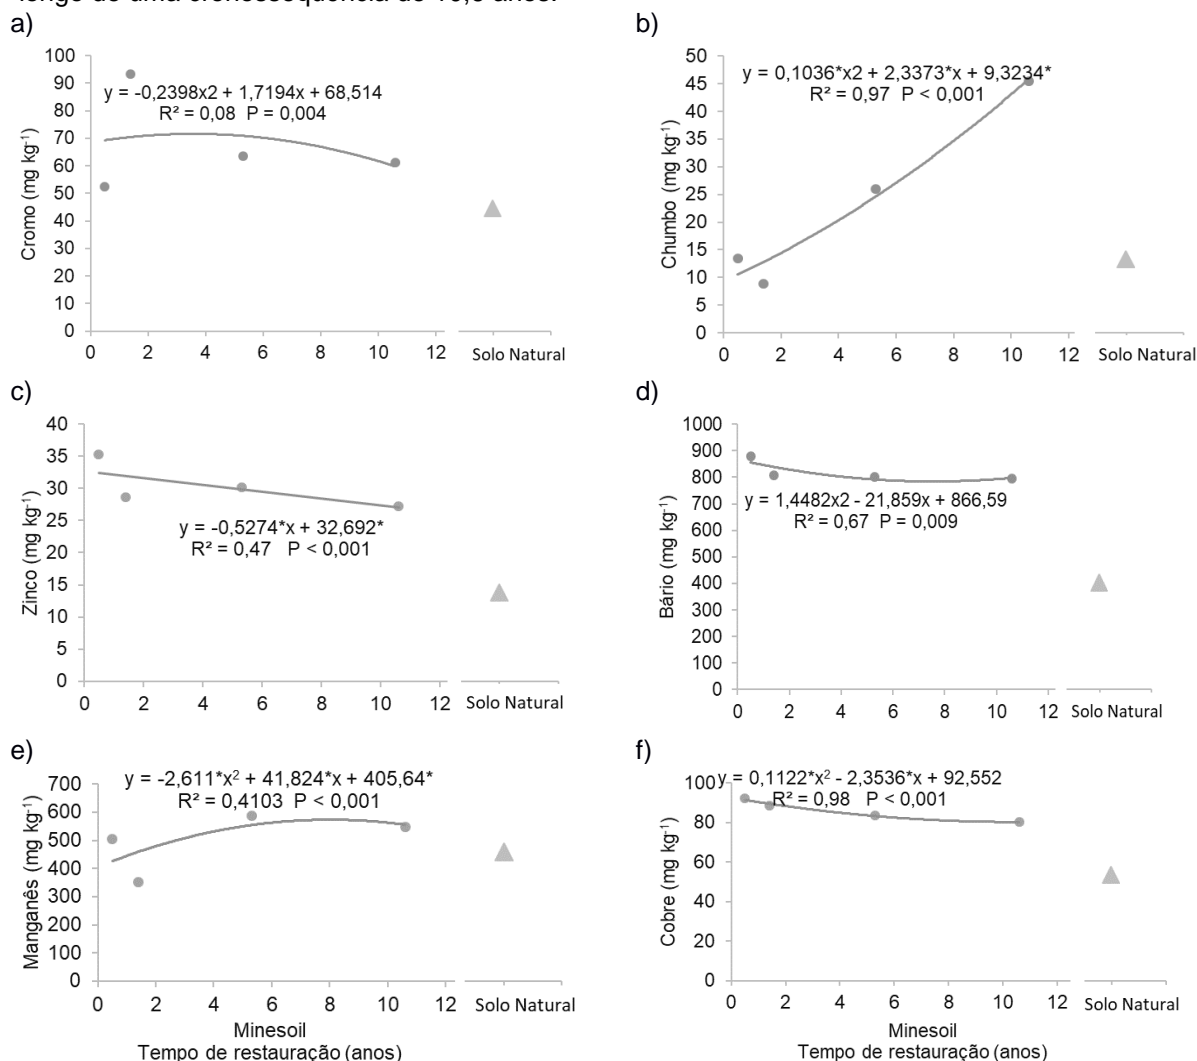 a)
b)
100
90
80
70
60
50
40
30
20
10
0
Cromo (mg kg⁻¹)
y = -0,2398x2 + 1,7194x + 68,514
R² = 0,08 P = 0,004
0 2 4 6 8 10 12 Solo Natural
50
45
40
35
30
25
20
15
10
5
0
Chumbo (mg kg⁻¹)
y = 0,1036*x2 + 2,3373*x + 9,3234*
R² = 0,97 P < 0,001
0 2 4 6 8 10 12 Solo Natural
c)
d)
40
35
30
25
20
15
10
5
0
Zinco (mg kg⁻¹)
y = -0,5274*x + 32,692*
R² = 0,47 P < 0,001
0 2 4 6 8 10 12 Solo Natural
1000
900
800
700
600
500
400
300
200
100
0
Bário (mg kg⁻¹)
y = 1,4482x2 - 21,859x + 866,59
R² = 0,67 P = 0,009
0 2 4 6 8 10 12 Solo Natural
e)
f)
700
600
500
400
300
200
100
0
Manganês (mg kg⁻¹)
y = -2,611*x² + 41,824*x + 405,64*
R² = 0,4103 P < 0,001
0 2 4 6 8 10 12 Solo Natural
Minesoil
Tempo de restauração (anos)
100
80
60
40
20
0
Cobre (mg kg⁻¹)
y = 0,1122*x² - 2,3536*x + 92,552
R² = 0,98 P < 0,001
0 2 4 6 8 10 12 Solo Natural
Minesoil
Tempo de restauração (anos)